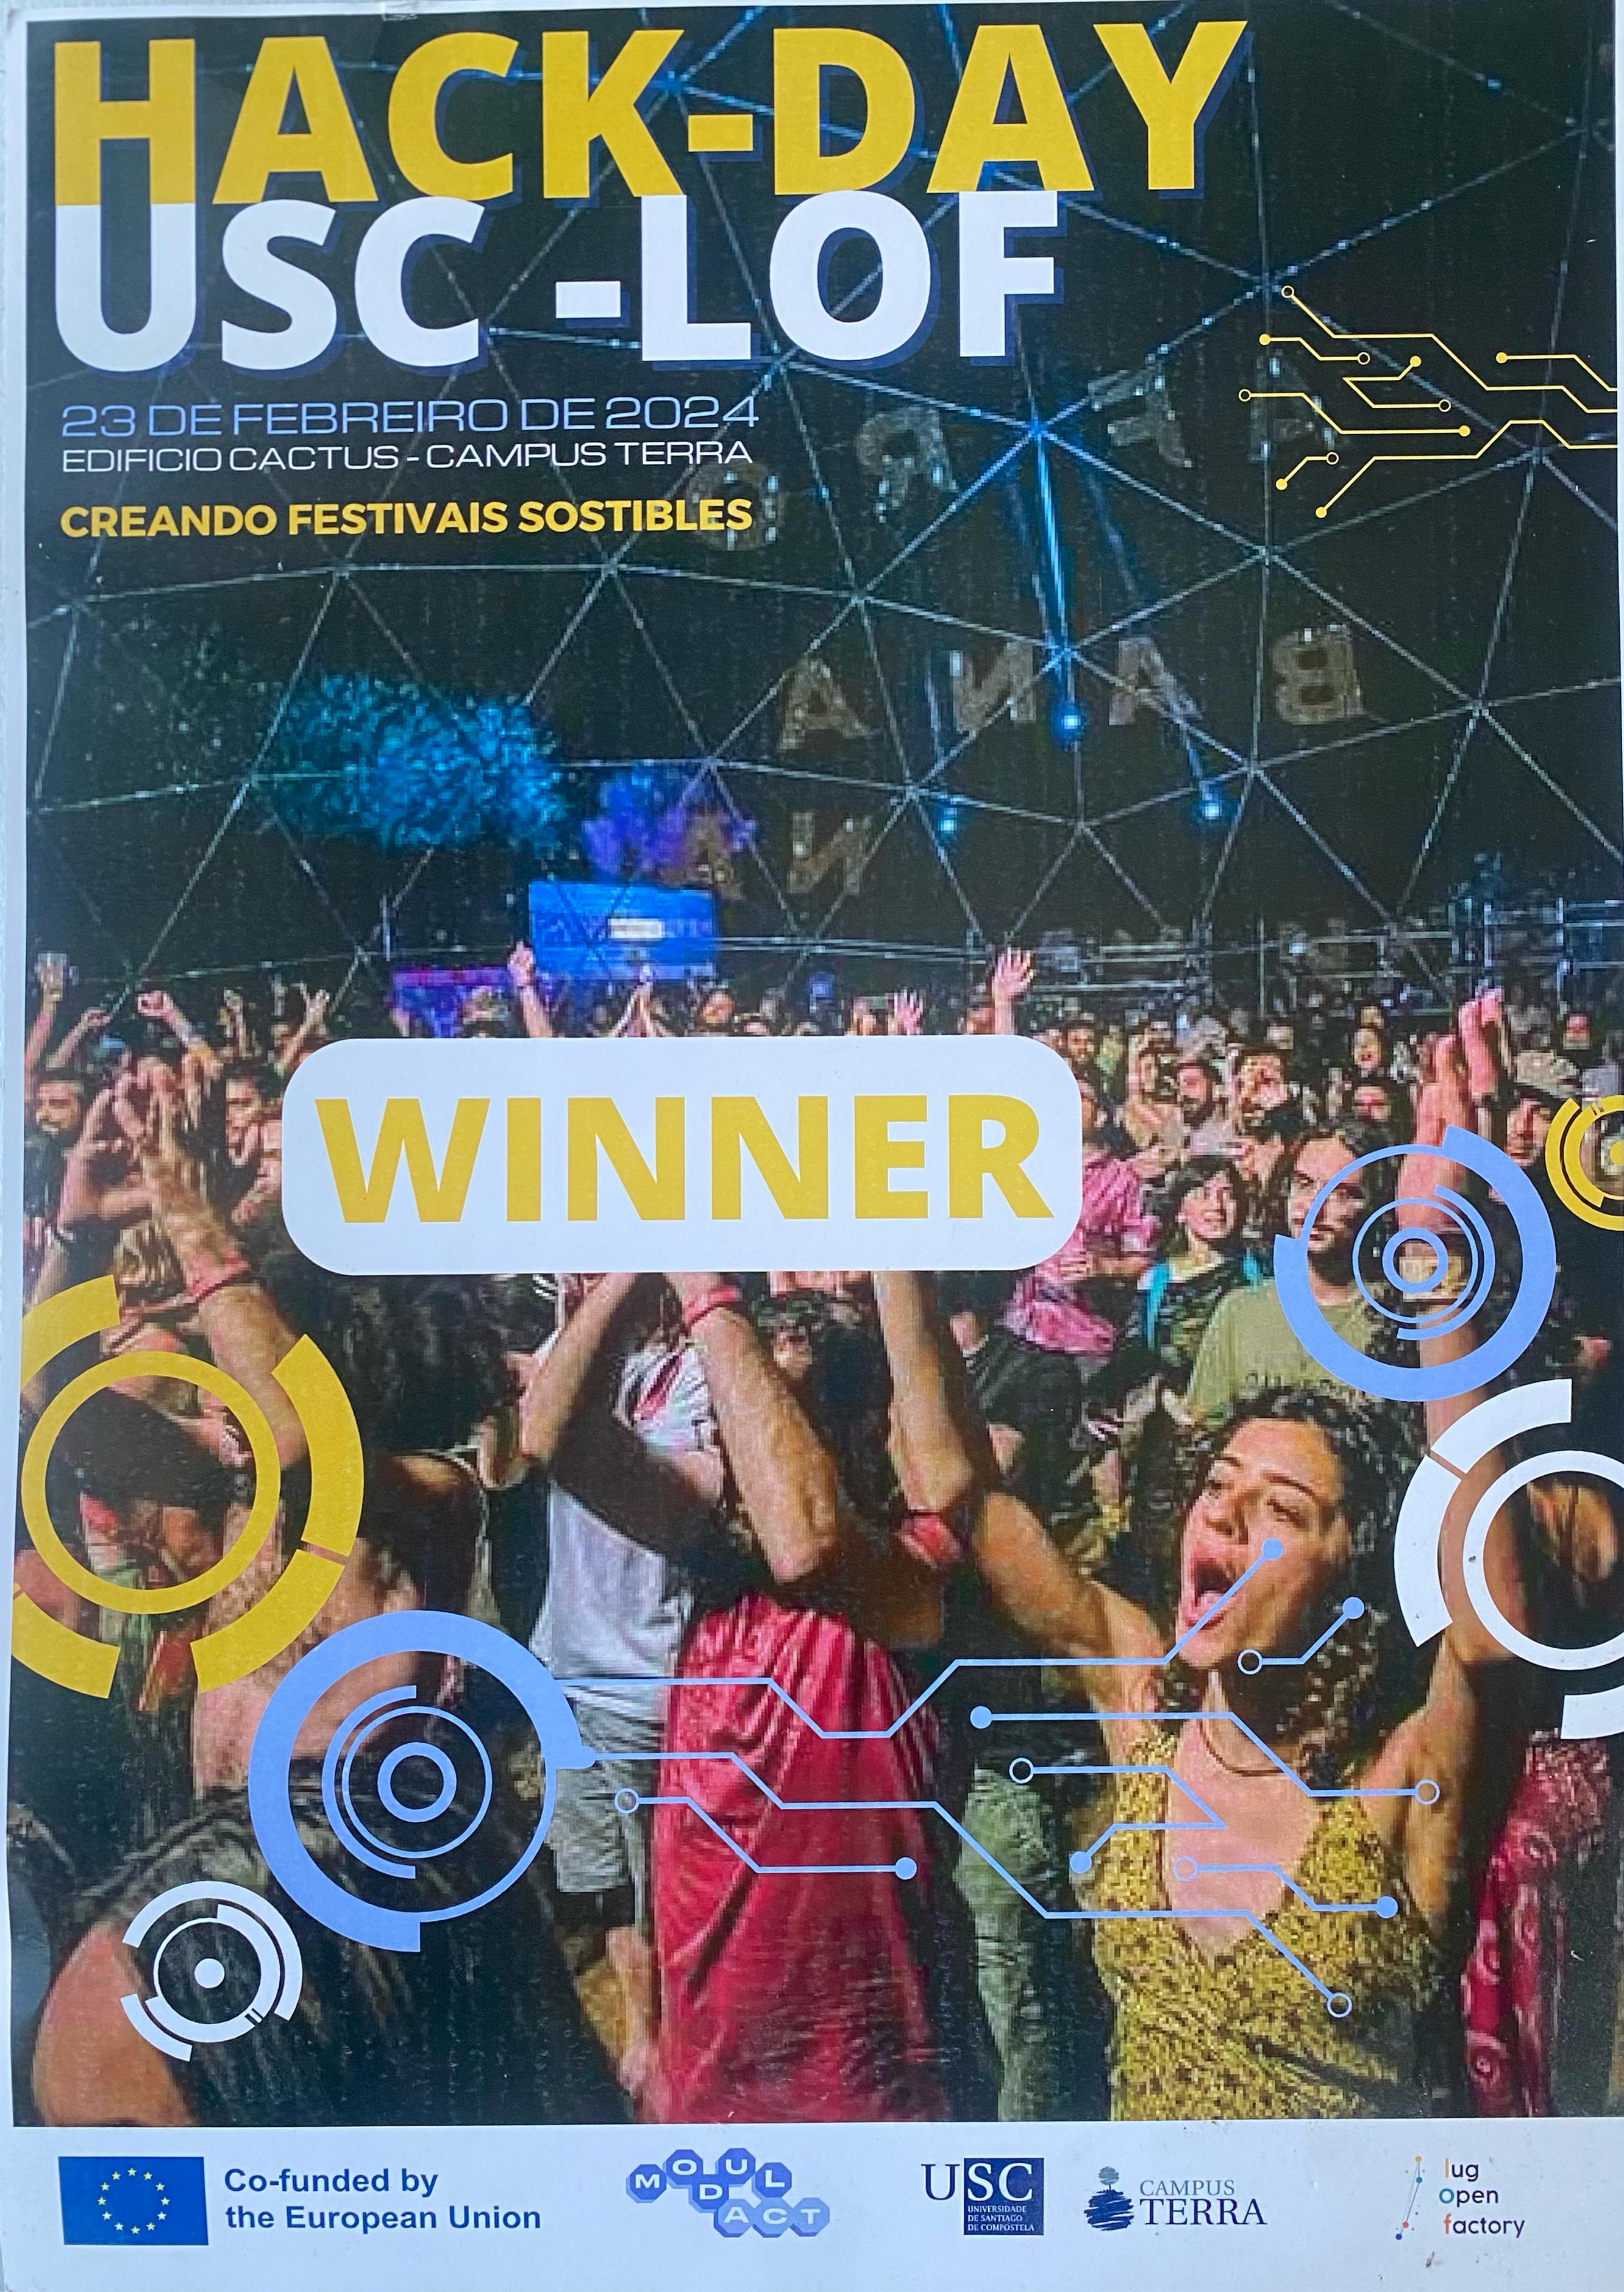 HACK-DAY
USC -LOF
23 DE FEBREIRO DE 2024
EDIFICIO CACTUS - CAMPUS TERRA
CREANDO FESTIVAIS SOSTIBLES
WINNER
Co-funded by
the European Union
MOULD
ACT
USC
UNIVERSIDADE
DE SANTIAGO
DE COMPOSTELA
CAMPUS
TERRA
lug
open
factory